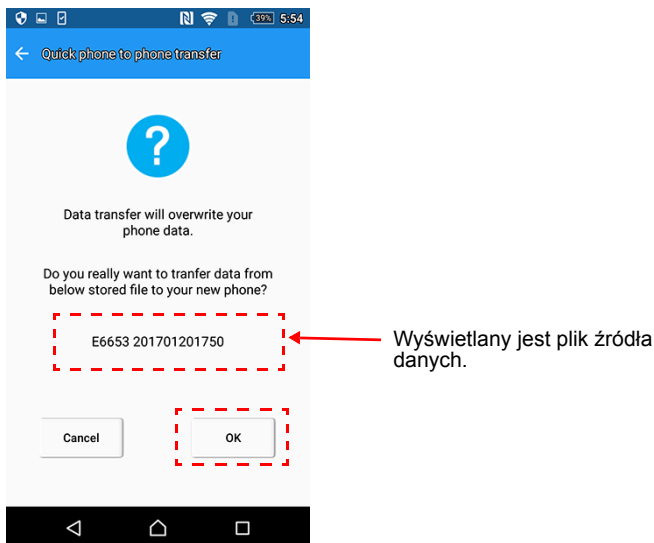 39% 5:54
Quick phone to phone transfer
?
Data transfer will overwrite your
phone data.
Do you really want to tranfer data from
below stored file to your new phone?
E6653 201701201750
Wyświetlany jest plik źródła
danych.
Cancel OK